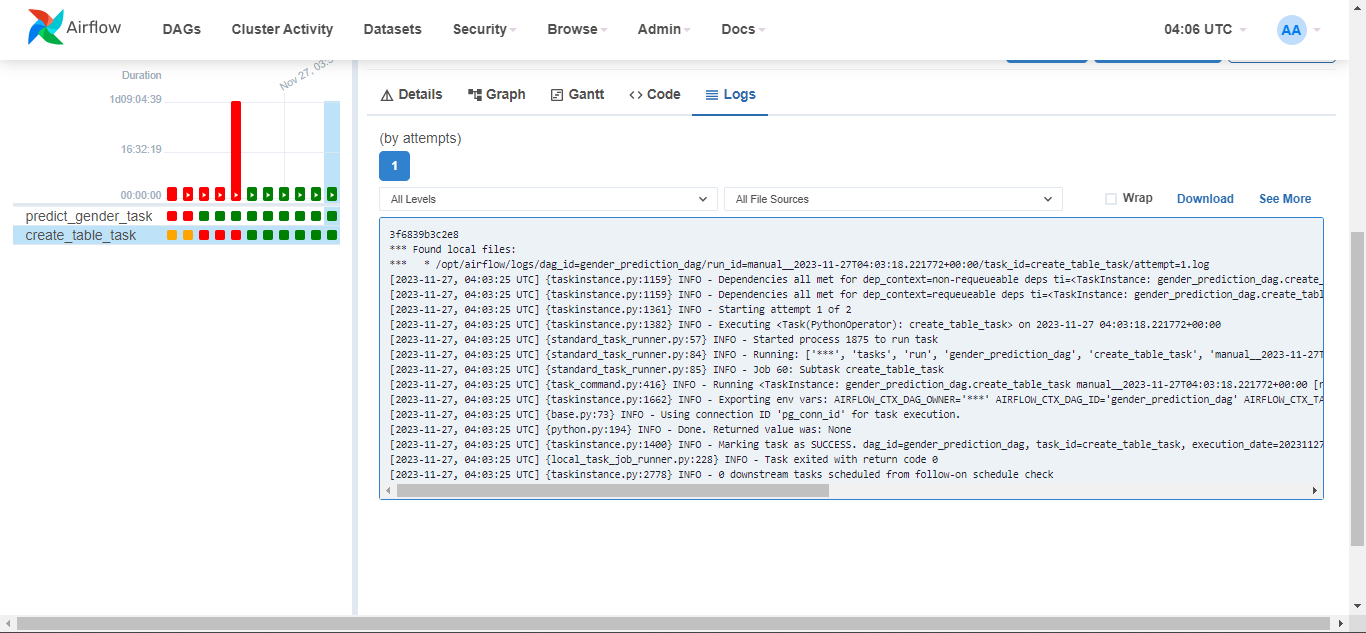 Airflow
DAGs
Cluster Activity
Datasets
Security
Browse
Admin
Docs
04:06 UTC
AA
Duration
Nov 27, 03:
1d09:04:39
16:32:19
00:00:00
predict_gender_task
create_table_task
Details
Graph
Gantt
Code
Logs
(by attempts)
1
All Levels
All File Sources
Wrap
Download
See More
3f6839b3c2e8
*** Found local files:
***   * /opt/airflow/logs/dag_id=gender_prediction_dag/run_id=manual__2023-11-27T04:03:18.221772+00:00/task_id=create_table_task/attempt=1.log
[2023-11-27, 04:03:25 UTC] {taskinstance.py:1159} INFO - Dependencies all met for dep_context=non-requeueable deps ti=<TaskInstance: gender_prediction_dag.create_
[2023-11-27, 04:03:25 UTC] {taskinstance.py:1159} INFO - Dependencies all met for dep_context=requeueable deps ti=<TaskInstance: gender_prediction_dag.create_tabl
[2023-11-27, 04:03:25 UTC] {taskinstance.py:1361} INFO - Starting attempt 1 of 2
[2023-11-27, 04:03:25 UTC] {taskinstance.py:1382} INFO - Executing <Task(PythonOperator): create_table_task> on 2023-11-27 04:03:18.221772+00:00
[2023-11-27, 04:03:25 UTC] {standard_task_runner.py:57} INFO - Started process 1875 to run task
[2023-11-27, 04:03:25 UTC] {standard_task_runner.py:84} INFO - Running: ['***', 'tasks', 'run', 'gender_prediction_dag', 'create_table_task', 'manual__2023-11-27T
[2023-11-27, 04:03:25 UTC] {standard_task_runner.py:85} INFO - Job 60: Subtask create_table_task
[2023-11-27, 04:03:25 UTC] {task_command.py:416} INFO - Running <TaskInstance: gender_prediction_dag.create_table_task manual__2023-11-27T04:03:18.221772+00:00 [r
[2023-11-27, 04:03:25 UTC] {taskinstance.py:1662} INFO - Exporting env vars: AIRFLOW_CTX_DAG_OWNER='***' AIRFLOW_CTX_DAG_ID='gender_prediction_dag' AIRFLOW_CTX_TA
[2023-11-27, 04:03:25 UTC] {base.py:73} INFO - Using connection ID 'pg_conn_id' for task execution.
[2023-11-27, 04:03:25 UTC] {python.py:194} INFO - Done. Returned value was: None
[2023-11-27, 04:03:25 UTC] {taskinstance.py:1400} INFO - Marking task as SUCCESS. dag_id=gender_prediction_dag, task_id=create_table_task, execution_date=20231127
[2023-11-27, 04:03:25 UTC] {local_task_job_runner.py:228} INFO - Task exited with return code 0
[2023-11-27, 04:03:25 UTC] {taskinstance.py:2778} INFO - 0 downstream tasks scheduled from follow-on schedule check